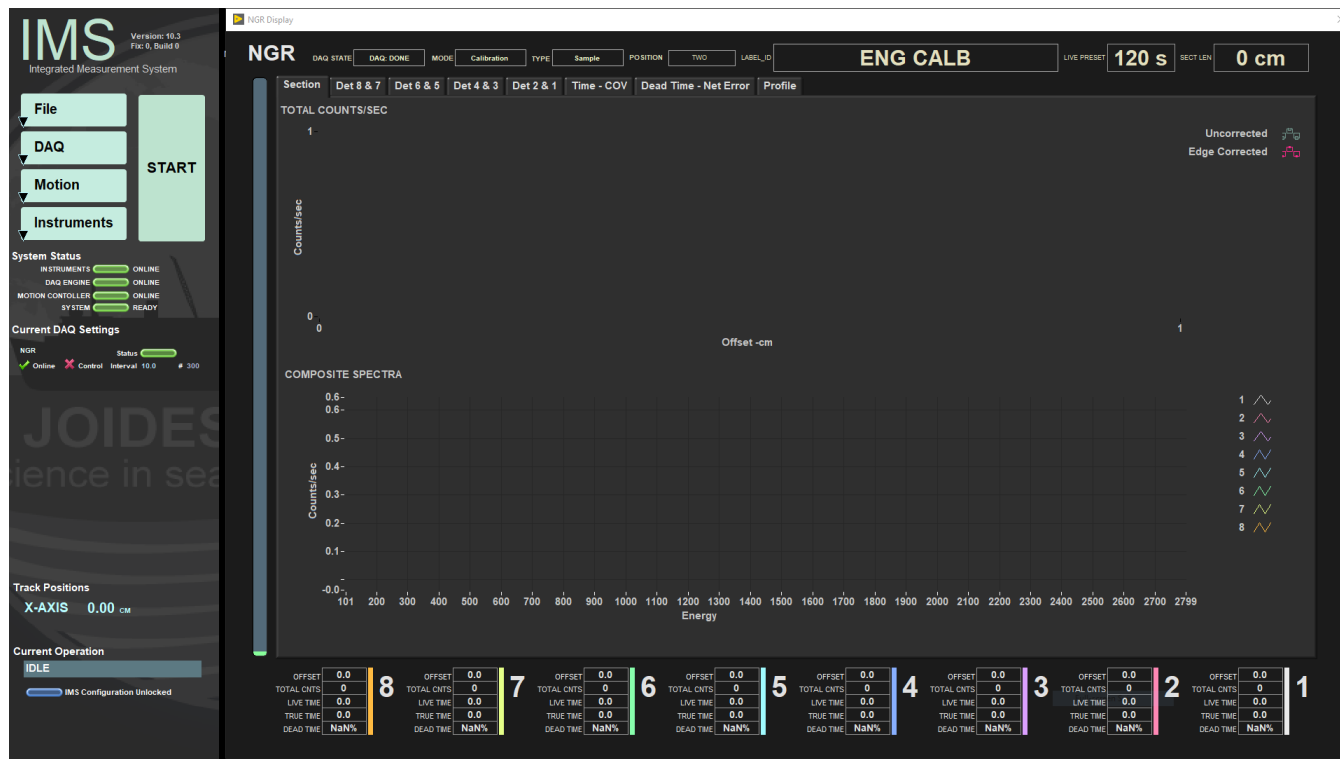 IMS
Version: 10.3
Fix: 0, Build 0
Integrated Measurement System
File
DAQ
Motion
Instruments
START
System Status
INSTRUMENTS ONLINE
DAQ ENGINE ONLINE
MOTION CONTOLLER ONLINE
SYSTEM READY
Current DAQ Settings
NGR Status
Online Control Interval 10.0 # 300
JOIDES
ience in sea
Track Positions
X-AXIS 0.00 CM
Current Operation
IDLE
IMS Configuration Unlocked
NGR Display
NGR DAQ STATE DAQ: DONE MODE Calibration TYPE Sample POSITION TWO LABEL_ID ENG CALB LIVE PRESET 120 s SECT LEN 0 cm
Section Det 8 & 7 Det 6 & 5 Det 4 & 3 Det 2 & 1 Time - COV Dead Time - Net Error Profile
TOTAL COUNTS/SEC
1
Uncorrected
Edge Corrected
Counts/sec
0
0 1
Offset -cm
COMPOSITE SPECTRA
0.6
0.6
0.5
0.4
0.3
0.2
0.1
-0.0
Counts/sec
101 200 300 400 500 600 700 800 900 1000 1100 1200 1300 1400 1500 1600 1700 1800 1900 2000 2100 2200 2300 2400 2500 2600 2700 2799
Energy
1
2
3
4
5
6
7
8
OFFSET 0.0 OFFSET 0.0 OFFSET 0.0 OFFSET 0.0 OFFSET 0.0 OFFSET 0.0 OFFSET 0.0 OFFSET 0.0
TOTAL CNTS 0 8 TOTAL CNTS 0 7 TOTAL CNTS 0 6 TOTAL CNTS 0 5 TOTAL CNTS 0 4 TOTAL CNTS 0 3 TOTAL CNTS 0 2 TOTAL CNTS 0 1
LIVE TIME 0.0 LIVE TIME 0.0 LIVE TIME 0.0 LIVE TIME 0.0 LIVE TIME 0.0 LIVE TIME 0.0 LIVE TIME 0.0 LIVE TIME 0.0
TRUE TIME 0.0 TRUE TIME 0.0 TRUE TIME 0.0 TRUE TIME 0.0 TRUE TIME 0.0 TRUE TIME 0.0 TRUE TIME 0.0 TRUE TIME 0.0
DEAD TIME NaN% DEAD TIME NaN% DEAD TIME NaN% DEAD TIME NaN% DEAD TIME NaN% DEAD TIME NaN% DEAD TIME NaN% DEAD TIME NaN%